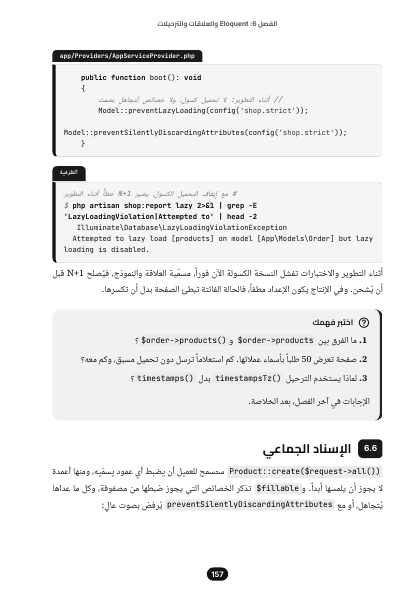 الفصل 6: Eloquent والعلاقات والترحيلات
app/Providers/AppServiceProvider.php
public function boot(): void
{
// أثناء التطوير: لا تحميل كسول، ولا خصائص تُتجاهل بصمت
Model::preventLazyLoading(config('shop.strict'));
Model::preventSilentlyDiscardingAttributes(config('shop.strict'));
}
الطرفية
# مع إيقاف التحميل الكسول، يصير N+1 خطأ أثناء التطوير
$ php artisan shop:report lazy 2>&1 | grep -E
'LazyLoadingViolation|Attempted to' | head -2
Illuminate\Database\LazyLoadingViolationException
Attempted to lazy load [products] on model [App\Models\Order] but lazy
loading is disabled.
أثناء التطوير والاختبارات تفشل النسخة الكسولة الآن فوراً، مسمّية العلاقة والنموذج، فيُصلح N+1 قبل
أن يُشحن. وفي الإنتاج يكون الإعداد مطفأً، فالحالة الفائتة تبطئ الصفحة بدل أن تكسرها.
اختبر فهمك
1. ما الفرق بين $order->products و $order->products() ؟
2. صفحة تعرض 50 طلباً بأسماء عملائها. كم استعلاماً ترسل دون تحميل مسبق، وكم معه؟
3. لماذا يستخدم الترحيل timestampsTz() بدل timestamps() ؟
الإجابات في آخر الفصل، بعد الخلاصة.
6.6 الإسناد الجماعي
Product::create($request->all()) ستسمح للعميل أن يضبط أي عمود يسمّيه، ومنها أعمدة
لا يجوز أن يلمسها أبداً. و $fillable تذكر الخصائص التي يجوز ضبطها من مصفوفة، وكل ما عداها
يُتجاهل، أو مع preventSilentlyDiscardingAttributes يُرفض بصوت عالٍ:
157